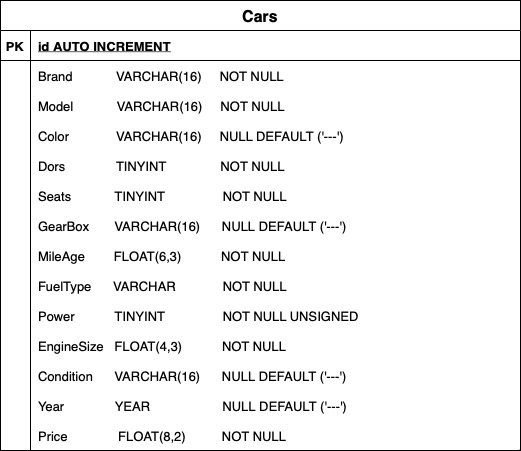 Cars
PK id AUTO INCREMENT
Brand VARCHAR(16) NOT NULL
Model VARCHAR(16) NOT NULL
Color VARCHAR(16) NULL DEFAULT ('---')
Dors TINYINT NOT NULL
Seats TINYINT NOT NULL
GearBox VARCHAR(16) NULL DEFAULT ('---')
MileAge FLOAT(6,3) NOT NULL
FuelType VARCHAR NOT NULL
Power TINYINT NOT NULL UNSIGNED
EngineSize FLOAT(4,3) NOT NULL
Condition VARCHAR(16) NULL DEFAULT ('---')
Year YEAR NULL DEFAULT ('---')
Price FLOAT(8,2) NOT NULL